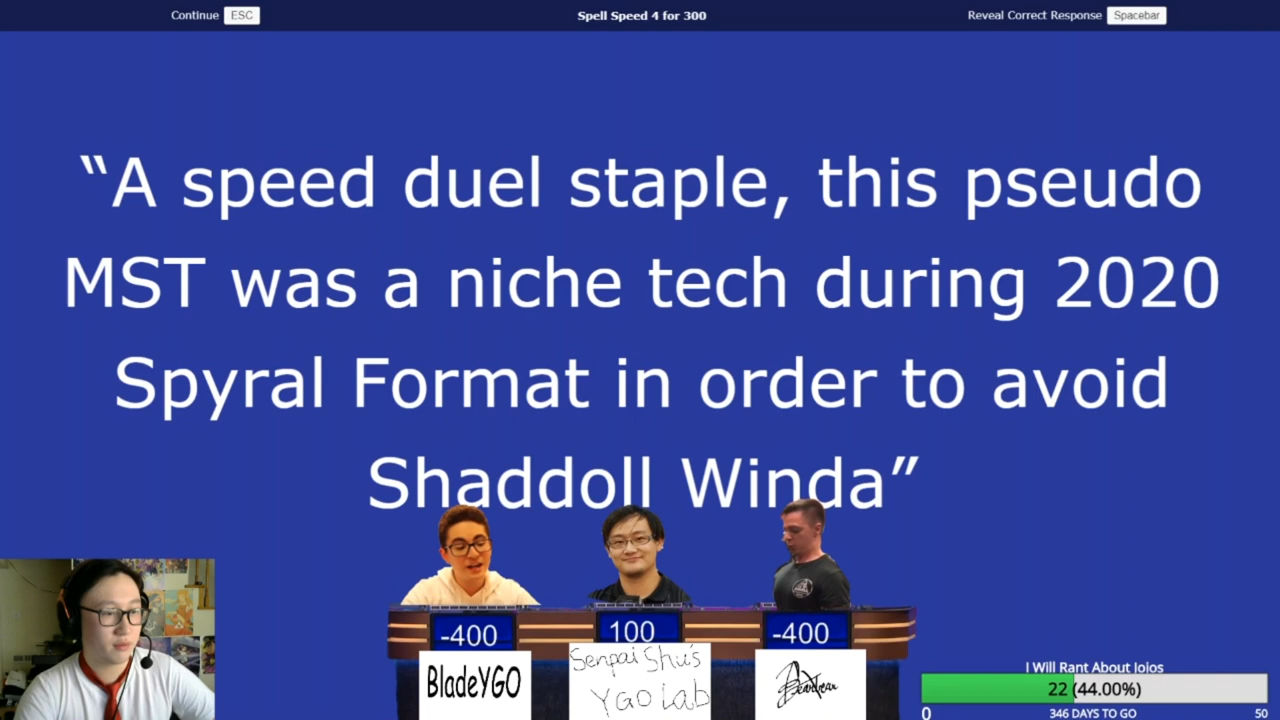 Continue ESC
Spell Speed 4 for 300
Reveal Correct Response Spacebar
“A speed duel staple, this pseudo
MST was a niche tech during 2020
Spyral Format in order to avoid
Shaddoll Winda”
-400
100
-400
BladeYGO
Senpai Shu's
YGO Lab
I Will Rant About Jojos
22 (44.00%)
0
346 DAYS TO GO
50